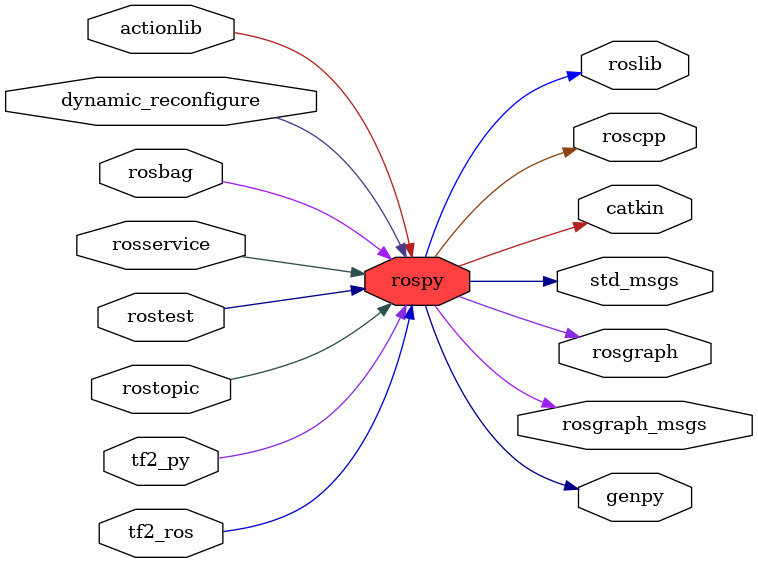 actionlib
dynamic_reconfigure
rosbag
rosservice
rostest
rostopic
tf2_py
tf2_ros
rospy
roslib
roscpp
catkin
std_msgs
rosgraph
rosgraph_msgs
genpy